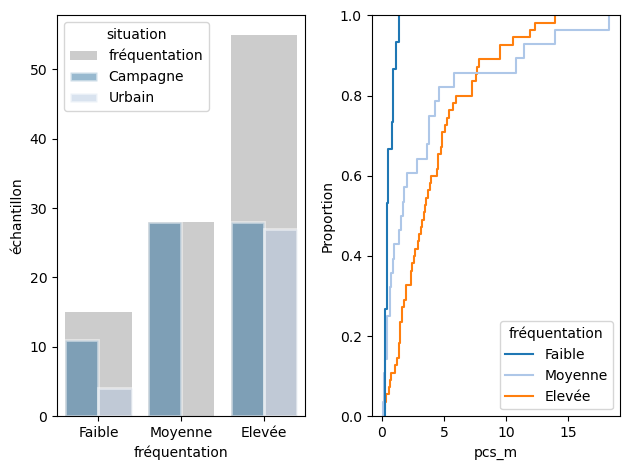 situation
fréquentation
Campagne
Urbain
échantillon
50
40
30
20
10
0
Faible
Moyenne
Elevée
fréquentation
Proportion
1.0
0.8
0.6
0.4
0.2
0.0
fréquentation
Faible
Moyenne
Elevée
0
5
10
15
pcs_m